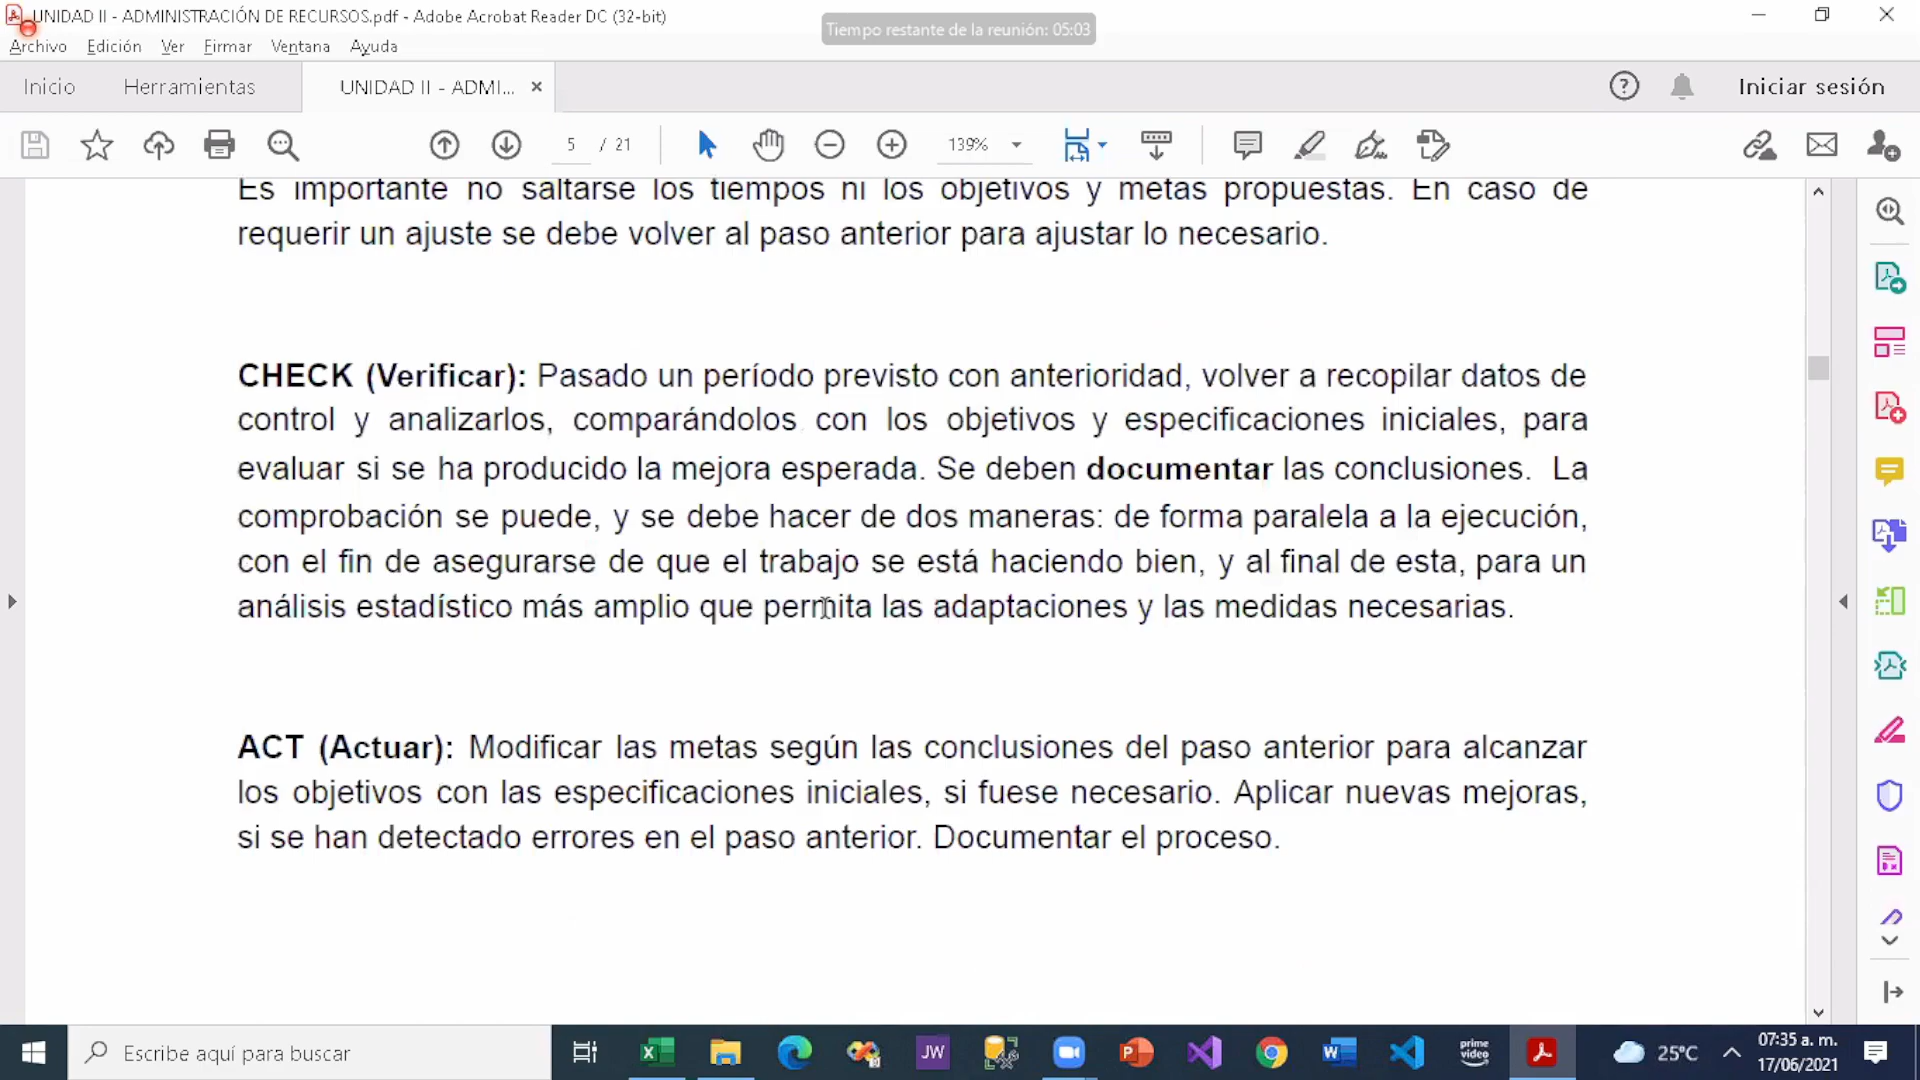 UNIDAD II - ADMINISTRACIÓN DE RECURSOS.pdf - Adobe Acrobat Reader DC (32-bit)
Tiempo restante de la reunión: 05:03
Archivo Edición Ver Firmar Ventana Ayuda
Inicio Herramientas UNIDAD II - ADMI... Iniciar sesión
5 / 21 139%
Es importante no saltarse los tiempos ni los objetivos y metas propuestas. En caso de
requerir un ajuste se debe volver al paso anterior para ajustar lo necesario.
CHECK (Verificar): Pasado un período previsto con anterioridad, volver a recopilar datos de
control y analizarlos, comparándolos con los objetivos y especificaciones iniciales, para
evaluar si se ha producido la mejora esperada. Se deben documentar las conclusiones. La
comprobación se puede, y se debe hacer de dos maneras: de forma paralela a la ejecución,
con el fin de asegurarse de que el trabajo se está haciendo bien, y al final de esta, para un
análisis estadístico más amplio que permita las adaptaciones y las medidas necesarias.
ACT (Actuar): Modificar las metas según las conclusiones del paso anterior para alcanzar
los objetivos con las especificaciones iniciales, si fuese necesario. Aplicar nuevas mejoras,
si se han detectado errores en el paso anterior. Documentar el proceso.
Escribe aquí para buscar
JW
prime video
25°C
07:35 a. m.
17/06/2021